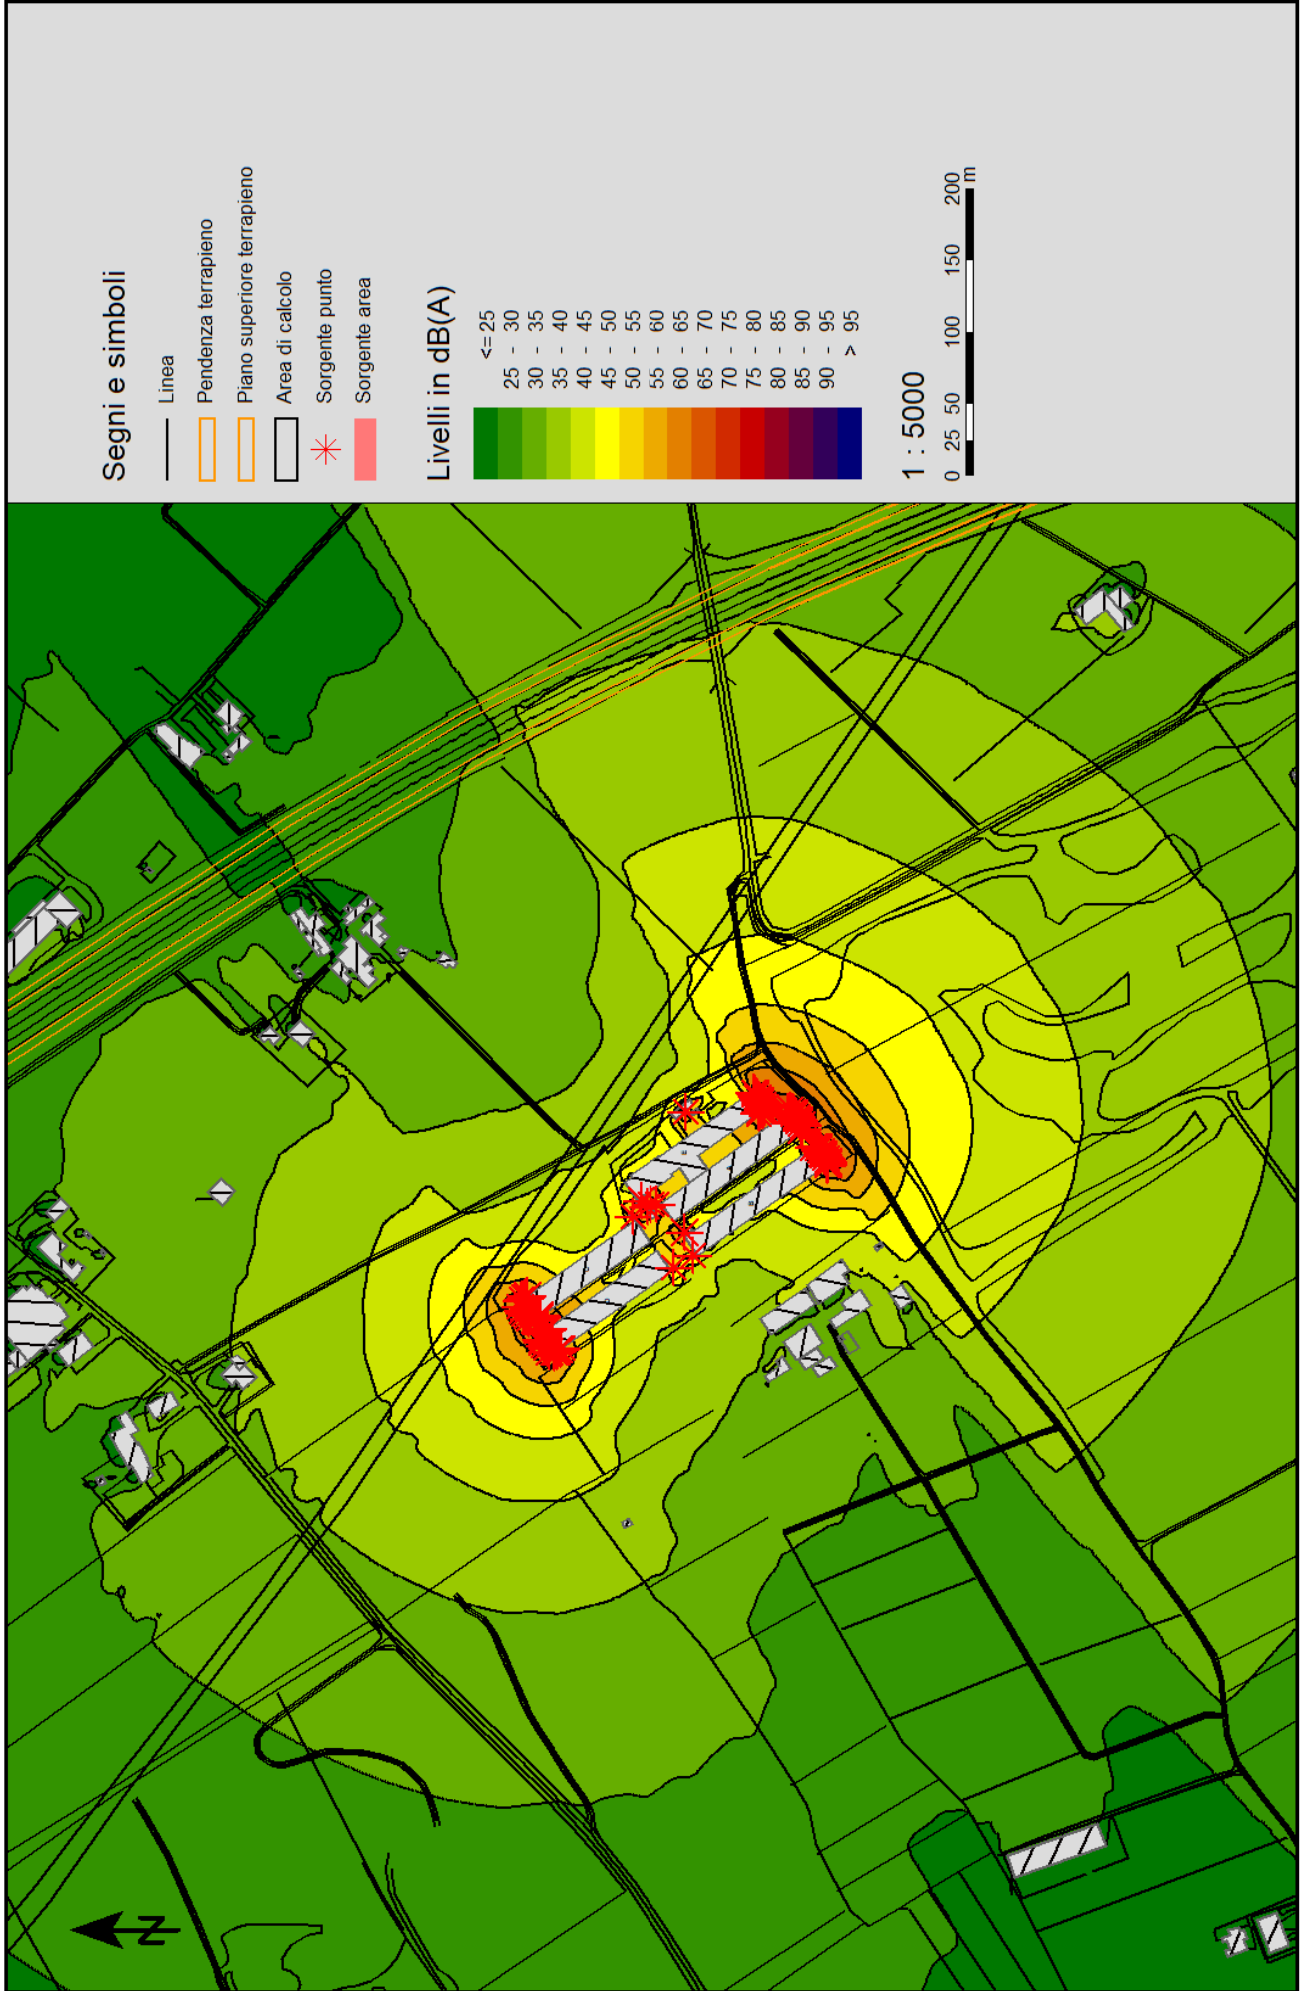 Segni e simboli
Linea
Pendenza terrapieno
Piano superiore terrapieno
Area di calcolo
Sorgente punto
Sorgente area
Livelli in dB(A)
<=25
25 - 30
30 - 35
35 - 40
40 - 45
45 - 50
50 - 55
55 - 60
60 - 65
65 - 70
70 - 75
75 - 80
80 - 85
85 - 90
90 - 95
> 95
1 : 5000
0 25 50 100 150 200
m
N